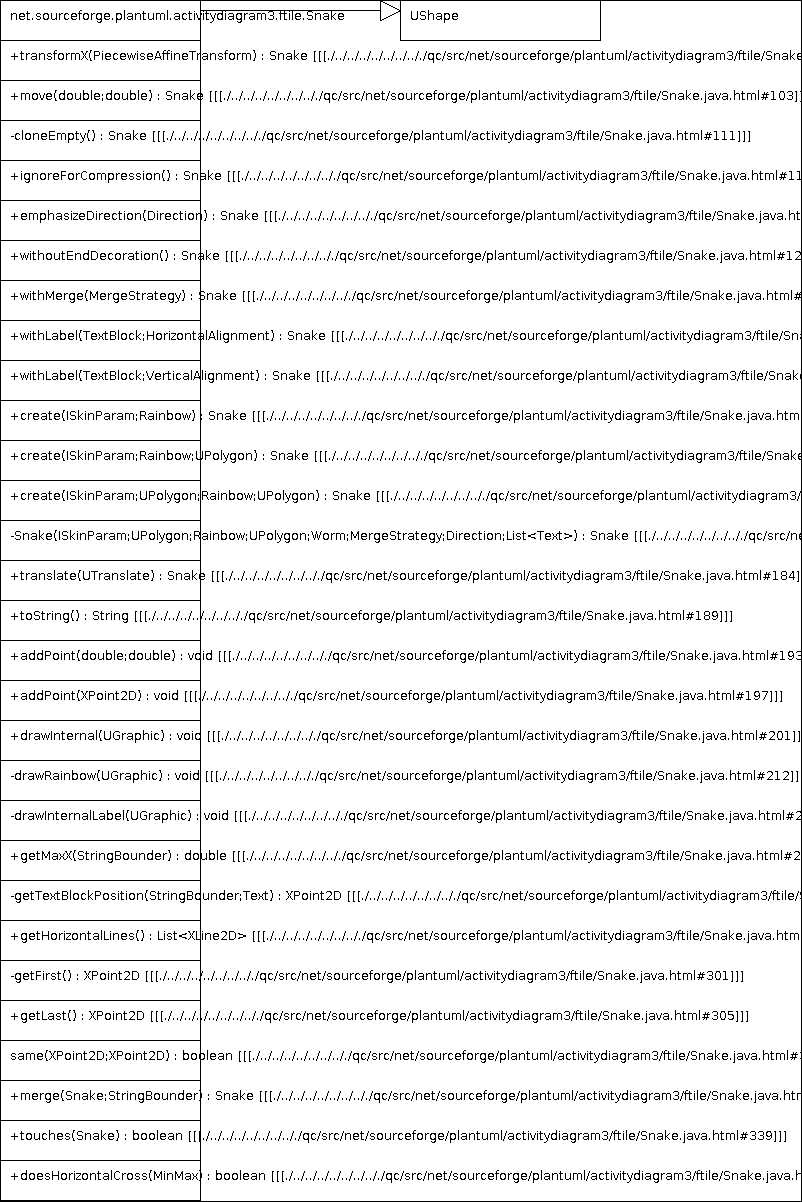 net.sourceforge.plantuml.activitydiagram3.ftile.Snake
UShape
+transformX(PiecewiseAffineTransform) : Snake [[[./../../../../../../../qc/src/net/sourceforge/plantuml/activitydiagram3/ftile/Snake
+move(double;double) : Snake [[[./../../../../../../../qc/src/net/sourceforge/plantuml/activitydiagram3/ftile/Snake.java.html#103]]
-cloneEmpty() : Snake [[[./../../../../../../../qc/src/net/sourceforge/plantuml/activitydiagram3/ftile/Snake.java.html#111]]]
+ignoreForCompression() : Snake [[[./../../../../../../../qc/src/net/sourceforge/plantuml/activitydiagram3/ftile/Snake.java.html#11
+emphasizeDirection(Direction) : Snake [[[./../../../../../../../qc/src/net/sourceforge/plantuml/activitydiagram3/ftile/Snake.java.ht
+withoutEndDecoration() : Snake [[[./../../../../../../../qc/src/net/sourceforge/plantuml/activitydiagram3/ftile/Snake.java.html#12
+withMerge(MergeStrategy) : Snake [[[./../../../../../../../qc/src/net/sourceforge/plantuml/activitydiagram3/ftile/Snake.java.html#
+withLabel(TextBlock;HorizontalAlignment) : Snake [[[./../../../../../../../qc/src/net/sourceforge/plantuml/activitydiagram3/ftile/Sna
+withLabel(TextBlock;VerticalAlignment) : Snake [[[./../../../../../../../qc/src/net/sourceforge/plantuml/activitydiagram3/ftile/Snake
+create(ISkinParam;Rainbow) : Snake [[[./../../../../../../../qc/src/net/sourceforge/plantuml/activitydiagram3/ftile/Snake.java.htm
+create(ISkinParam;Rainbow;UPolygon) : Snake [[[./../../../../../../../qc/src/net/sourceforge/plantuml/activitydiagram3/ftile/Snake
+create(ISkinParam;UPolygon;Rainbow;UPolygon) : Snake [[[./../../../../../../../qc/src/net/sourceforge/plantuml/activitydiagram3/
-Snake(ISkinParam;UPolygon;Rainbow;UPolygon;Worm;MergeStrategy;Direction;List<Text>) : Snake [[[./../../../../../../../qc/src/ne
+translate(UTranslate) : Snake [[[./../../../../../../../qc/src/net/sourceforge/plantuml/activitydiagram3/ftile/Snake.java.html#184]
+toString() : String [[[./../../../../../../../qc/src/net/sourceforge/plantuml/activitydiagram3/ftile/Snake.java.html#189]]]
+addPoint(double;double) : void [[[./../../../../../../../qc/src/net/sourceforge/plantuml/activitydiagram3/ftile/Snake.java.html#193
+addPoint(XPoint2D) : void [[[./../../../../../../../qc/src/net/sourceforge/plantuml/activitydiagram3/ftile/Snake.java.html#197]]]
+drawInternal(UGraphic) : void [[[./../../../../../../../qc/src/net/sourceforge/plantuml/activitydiagram3/ftile/Snake.java.html#201]]
-drawRainbow(UGraphic) : void [[[./../../../../../../../qc/src/net/sourceforge/plantuml/activitydiagram3/ftile/Snake.java.html#212]]
-drawInternalLabel(UGraphic) : void [[[./../../../../../../../qc/src/net/sourceforge/plantuml/activitydiagram3/ftile/Snake.java.html#2
+getMaxX(StringBounder) : double [[[./../../../../../../../qc/src/net/sourceforge/plantuml/activitydiagram3/ftile/Snake.java.html#2
-getTextBlockPosition(StringBounder;Text) : XPoint2D [[[./../../../../../../../qc/src/net/sourceforge/plantuml/activitydiagram3/ftile/S
+getHorizontalLines() : List<XLine2D> [[[./../../../../../../../qc/src/net/sourceforge/plantuml/activitydiagram3/ftile/Snake.java.htm
-getFirst() : XPoint2D [[[./../../../../../../../qc/src/net/sourceforge/plantuml/activitydiagram3/ftile/Snake.java.html#301]]]
+getLast() : XPoint2D [[[./../../../../../../../qc/src/net/sourceforge/plantuml/activitydiagram3/ftile/Snake.java.html#305]]]
same(XPoint2D;XPoint2D) : boolean [[[./../../../../../../../qc/src/net/sourceforge/plantuml/activitydiagram3/ftile/Snake.java.html#
+merge(Snake;StringBounder) : Snake [[[./../../../../../../../qc/src/net/sourceforge/plantuml/activitydiagram3/ftile/Snake.java.htm
+touches(Snake) : boolean [[[./../../../../../../../qc/src/net/sourceforge/plantuml/activitydiagram3/ftile/Snake.java.html#339]]]
+doesHorizontalCross(MinMax) : boolean [[[./../../../../../../../qc/src/net/sourceforge/plantuml/activitydiagram3/ftile/Snake.java.h